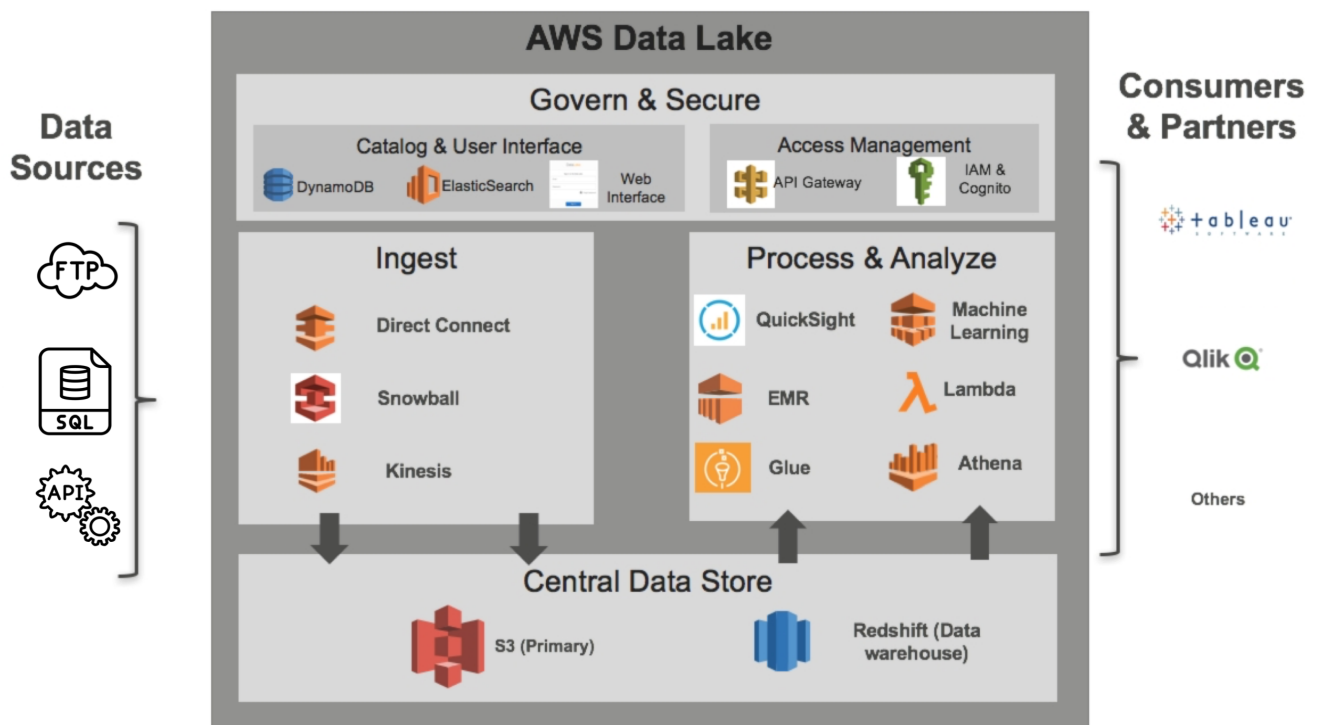 AWS Data Lake
Govern & Secure
Catalog & User Interface
DynamoDB
ElasticSearch
Web
Interface
Access Management
API Gateway
IAM &
Cognito
Data
Sources
FTP
SQL
API
Ingest
Direct Connect
Snowball
Kinesis
Process & Analyze
QuickSight
Machine
Learning
EMR
Lambda
Glue
Athena
Central Data Store
S3 (Primary)
Redshift (Data
warehouse)
Consumers
& Partners
+ableau
SOFTWARE
Qlik
Others